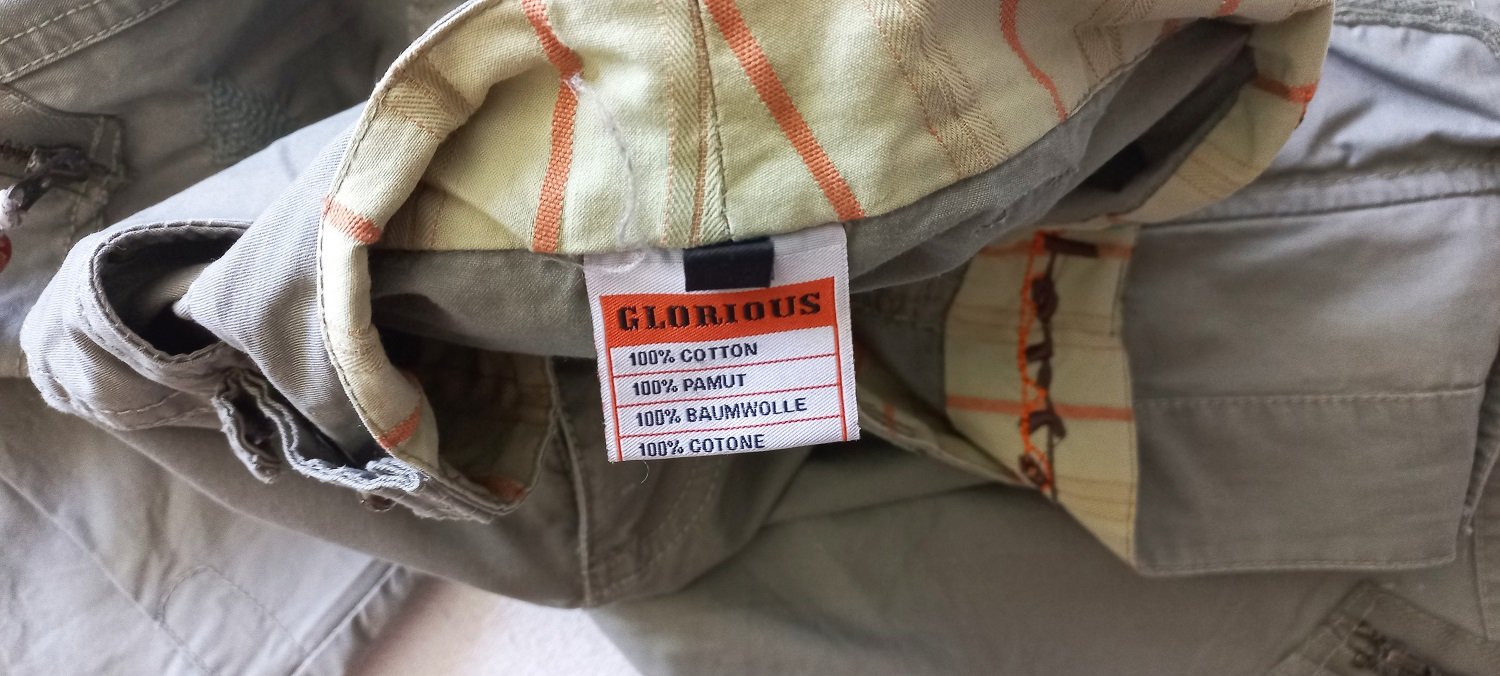 GLORIOUS
100% COTTON
100% PAMUT
100% BAUMWOLLE
100% COTONE